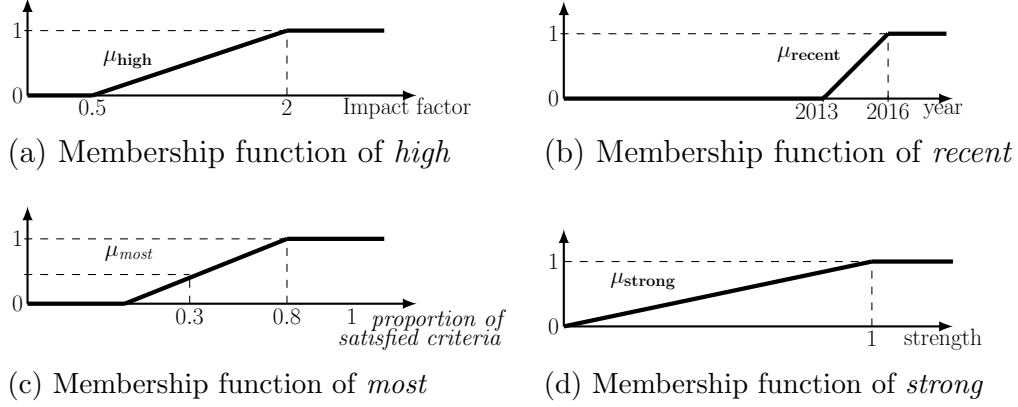 1
μhigh
0
0.5
2
Impact factor
(a) Membership function of high
1
μrecent
0
2013
2016
year
(b) Membership function of recent
1
μmost
0
0.3
0.8
1
proportion of
satisfied criteria
(c) Membership function of most
1
μstrong
0
1
strength
(d) Membership function of strong